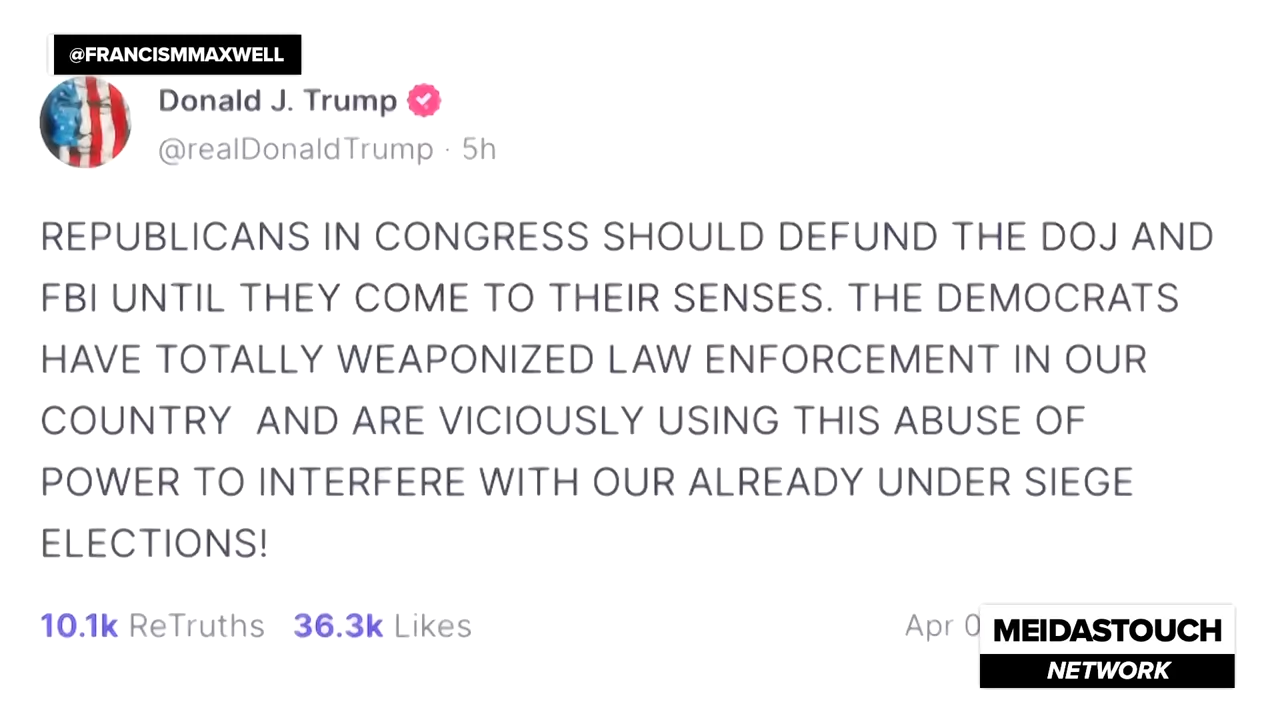 @FRANCISMMAXWELL
Donald J. Trump
@realDonaldTrump · 5h
REPUBLICANS IN CONGRESS SHOULD DEFUND THE DOJ AND
FBI UNTIL THEY COME TO THEIR SENSES. THE DEMOCRATS
HAVE TOTALLY WEAPONIZED LAW ENFORCEMENT IN OUR
COUNTRY  AND ARE VICIOUSLY USING THIS ABUSE OF
POWER TO INTERFERE WITH OUR ALREADY UNDER SIEGE
ELECTIONS!
10.1k ReTruths 36.3k Likes
Apr 0
MEIDASTOUCH
NETWORK